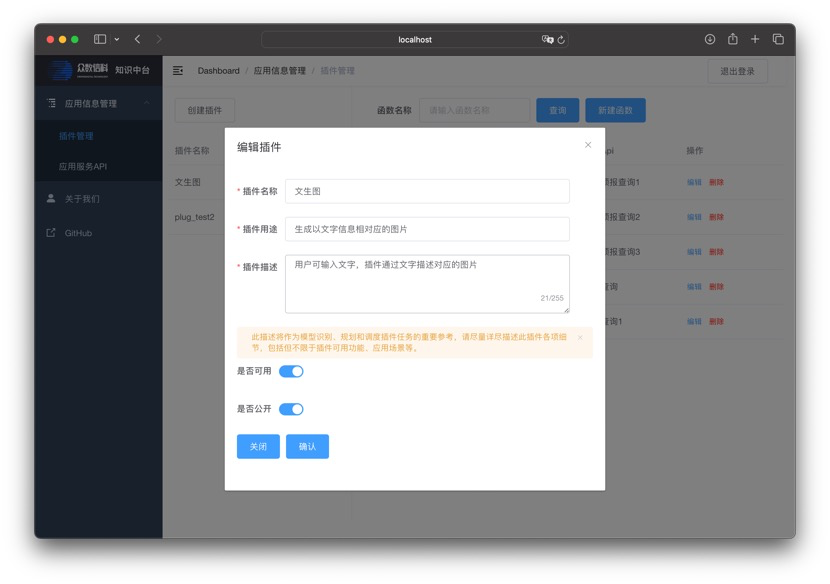 localhost
众数信科 知识中台
Dashboard / 应用信息管理 / 插件管理
退出登录
应用信息管理
插件管理
应用服务API
关于我们
GitHub
创建插件
函数名称
请输入函数名称
查询
新建函数
插件名称
操作
文生图
报查询1
编辑 删除
plug_test2
报查询2
编辑 删除
报查询3
编辑 删除
查询
编辑 删除
查询1
编辑 删除
编辑插件
* 插件名称
文生图
* 插件用途
生成以文字信息相对应的图片
* 插件描述
用户可输入文字，插件通过文字描述对应的图片
21/255
此描述将作为模型识别、规划和调度插件任务的重要参考，请尽量详尽描述此插件各项细
节，包括但不限于插件可用功能、应用场景等。
是否可用
是否公开
关闭
确认